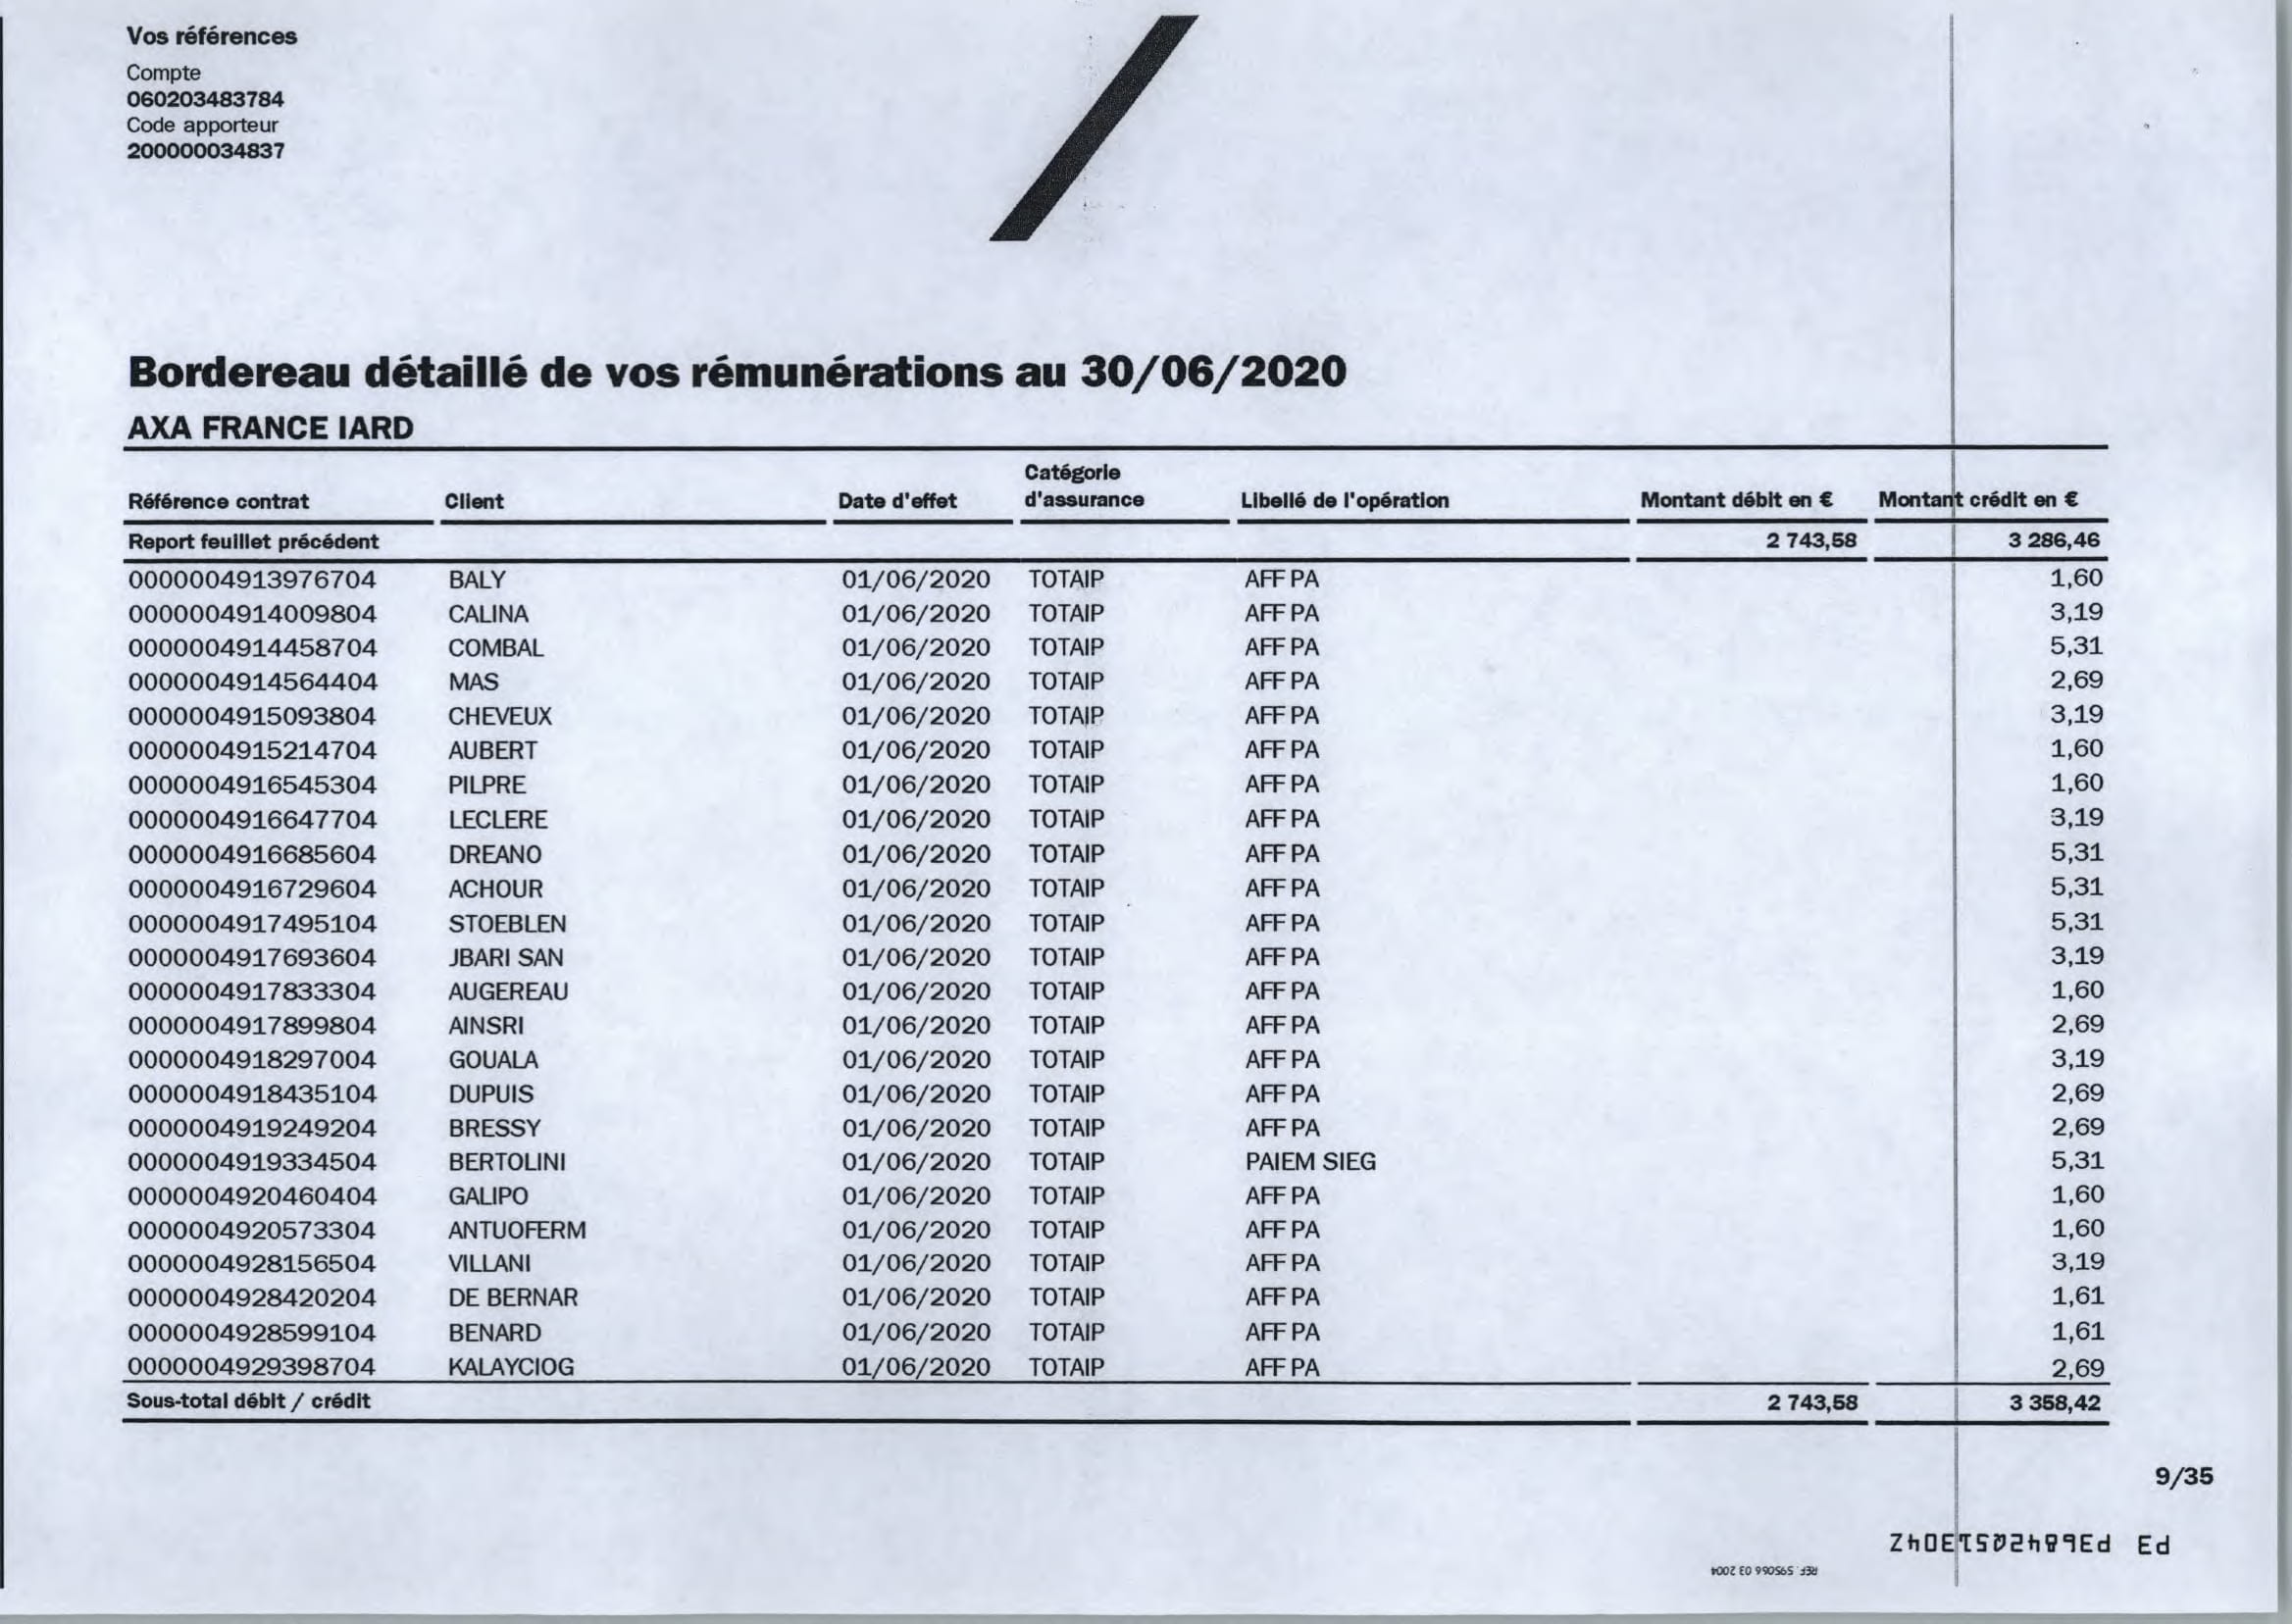 Vos références
Compte
060203483784
Code apporteur
200000034837
Bordereau détaillé de vos rémunérations au 30/06/2020
AXA FRANCE IARD
Référence contrat Client Date d'effet Catégorie d'assurance Libellé de l'opération Montant débit en € Montant crédit en €
Report feuillet précédent 2 743,58 3 286,46
0000004913976704 BALY 01/06/2020 TOTAIP AFF PA 1,60
0000004914009804 CALINA 01/06/2020 TOTAIP AFF PA 3,19
0000004914458704 COMBAL 01/06/2020 TOTAIP AFF PA 5,31
0000004914564404 MAS 01/06/2020 TOTAIP AFF PA 2,69
0000004915093804 CHEVEUX 01/06/2020 TOTAIP AFF PA 3,19
0000004915214704 AUBERT 01/06/2020 TOTAIP AFF PA 1,60
0000004916545304 PILPRE 01/06/2020 TOTAIP AFF PA 1,60
0000004916647704 LECLERE 01/06/2020 TOTAIP AFF PA 3,19
0000004916685604 DREANO 01/06/2020 TOTAIP AFF PA 5,31
0000004916729604 ACHOUR 01/06/2020 TOTAIP AFF PA 5,31
0000004917495104 STOEBLEN 01/06/2020 TOTAIP AFF PA 5,31
0000004917693604 JBARI SAN 01/06/2020 TOTAIP AFF PA 3,19
0000004917833304 AUGEREAU 01/06/2020 TOTAIP AFF PA 1,60
0000004917899804 AINSRI 01/06/2020 TOTAIP AFF PA 2,69
0000004918297004 GOUALA 01/06/2020 TOTAIP AFF PA 3,19
0000004918435104 DUPUIS 01/06/2020 TOTAIP AFF PA 2,69
0000004919249204 BRESSY 01/06/2020 TOTAIP AFF PA 2,69
0000004919334504 BERTOLINI 01/06/2020 TOTAIP PAIEM SIEG 5,31
0000004920460404 GALIPO 01/06/2020 TOTAIP AFF PA 1,60
0000004920573304 ANTUOFERM 01/06/2020 TOTAIP AFF PA 1,60
0000004928156504 VILLANI 01/06/2020 TOTAIP AFF PA 3,19
0000004928420204 DE BERNAR 01/06/2020 TOTAIP AFF PA 1,61
0000004928599104 BENARD 01/06/2020 TOTAIP AFF PA 1,61
0000004929398704 KALAYCIOG 01/06/2020 TOTAIP AFF PA 2,69
Sous-total débit / crédit 2 743,58 3 358,42
9/35